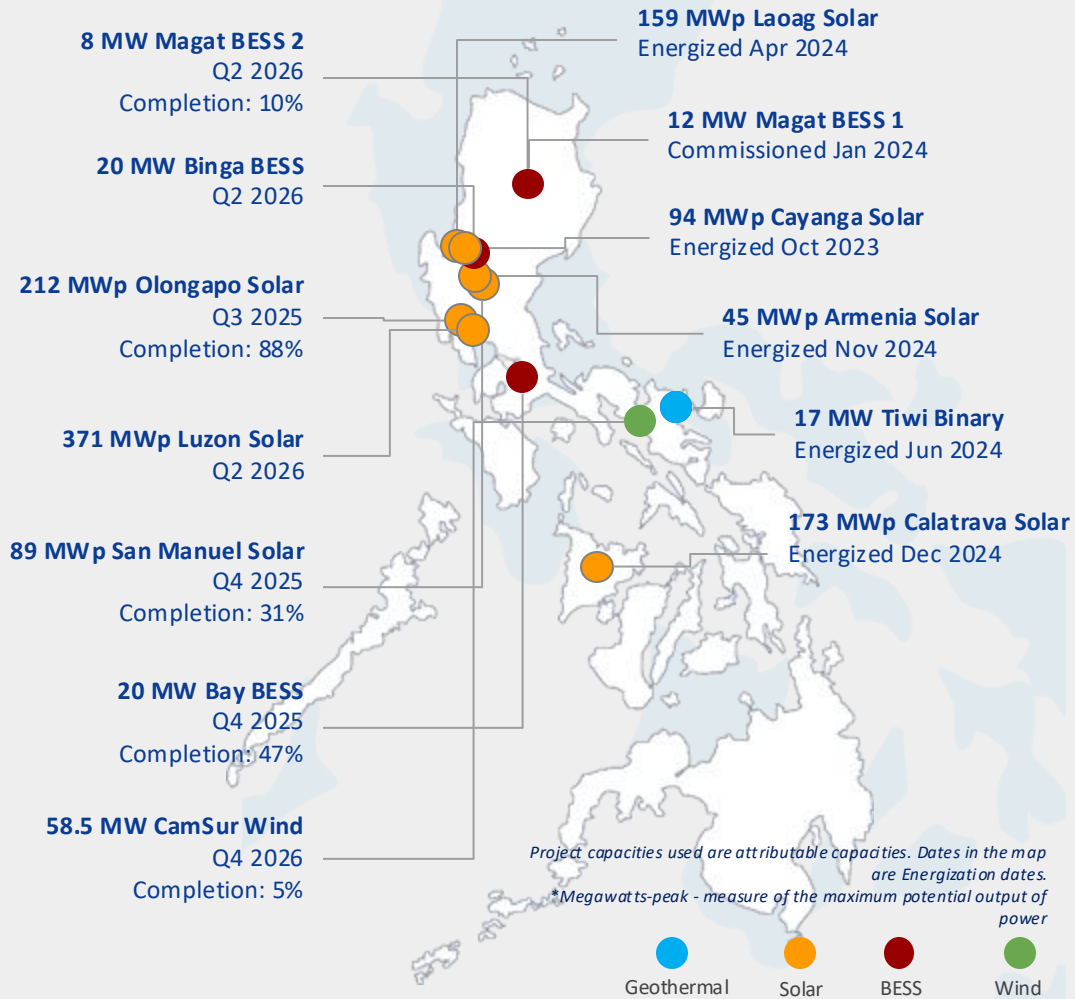 8 MW Magat BESS 2
Q2 2026
Completion: 10%
20 MW Binga BESS
Q2 2026
212 MWp Olongapo Solar
Q3 2025
Completion: 88%
371 MWp Luzon Solar
Q2 2026
89 MWp San Manuel Solar
Q4 2025
Completion: 31%
20 MW Bay BESS
Q4 2025
Completion: 47%
58.5 MW CamSur Wind
Q4 2026
Completion: 5%
159 MWp Laoag Solar
Energized Apr 2024
12 MW Magat BESS 1
Commissioned Jan 2024
94 MWp Cayanga Solar
Energized Oct 2023
45 MWp Armenia Solar
Energized Nov 2024
17 MW Tiwi Binary
Energized Jun 2024
173 MWp Calatrava Solar
Energized Dec 2024
Project capacities used are attributable capacities. Dates in the map
are Energization dates.
*Megawatts-peak - measure of the maximum potential output of
power
Geothermal
Solar
BESS
Wind